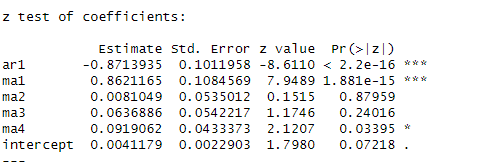 z test of coefficients:
Estimate Std. Error z value Pr(>|z|)
ar1 -0.8713935 0.1011958 -8.6110 < 2.2e-16 ***
ma1 0.8621165 0.1084569 7.9489 1.881e-15 ***
ma2 0.0081049 0.0535012 0.1515 0.87959
ma3 0.0636886 0.0542217 1.1746 0.24016
ma4 0.0919062 0.0433373 2.1207 0.03395 *
intercept 0.0041179 0.0022903 1.7980 0.07218 .
---